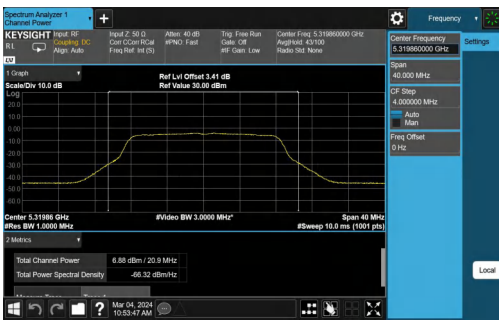 Spectrum Analyzer 1
Channel Power
+
Frequency
KEYSIGHT
Input: RF
Coupling: DC
Align: Auto
Input Z: 50 Ω
Corr CCorr RCal
Freq Ref: Int (S)
Atten: 40 dB
#PNO: Fast
Trig: Free Run
Gate: Off
#IF Gain: Low
Center Freq: 5.319860000 GHz
Avg|Hold: 43/100
Radio Std: None
R L
LXI
Center Frequency
5.319860000 GHz
Settings
Span
40.000 MHz
CF Step
4.000000 MHz
Auto
Man
Freq Offset
0 Hz
Local
1 Graph
Scale/Div 10.0 dB
Ref Lvl Offset 3.41 dB
Ref Value 30.00 dBm
Log
20.0
10.0
0.00
-10.0
-20.0
-30.0
-40.0
-50.0
-60.0
Center 5.31986 GHz
#Res BW 1.0000 MHz
#Video BW 3.0000 MHz*
Span 40 MHz
#Sweep 10.0 ms (1001 pts)
2 Metrics
Total Channel Power 6.88 dBm / 20.9 MHz
Total Power Spectral Density -66.32 dBm/Hz
?
Mar 04, 2024
10:53:47 AM